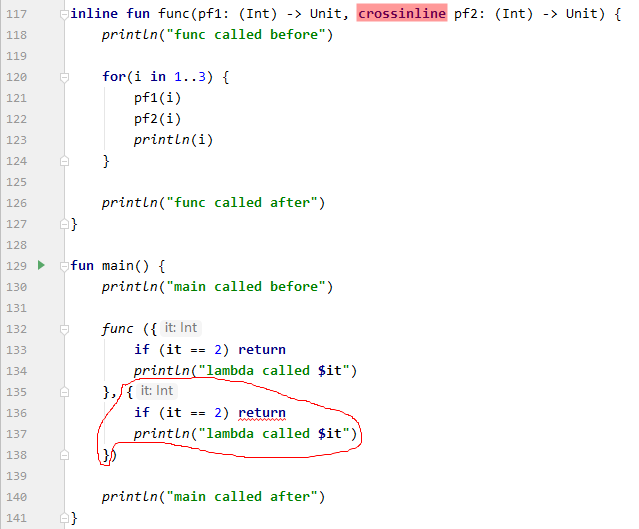 117 inline fun func(pf1: (Int) -> Unit, crossinline pf2: (Int) -> Unit) {
118 println("func called before")
119
120 for(i in 1..3) {
121 pf1(i)
122 pf2(i)
123 println(i)
124 }
125
126 println("func called after")
127 }
128
129 fun main() {
130 println("main called before")
131
132 func ({ it: Int
133 if (it == 2) return
134 println("lambda called $it")
135 }, { it: Int
136 if (it == 2) return
137 println("lambda called $it")
138 })
139
140 println("main called after")
141 }